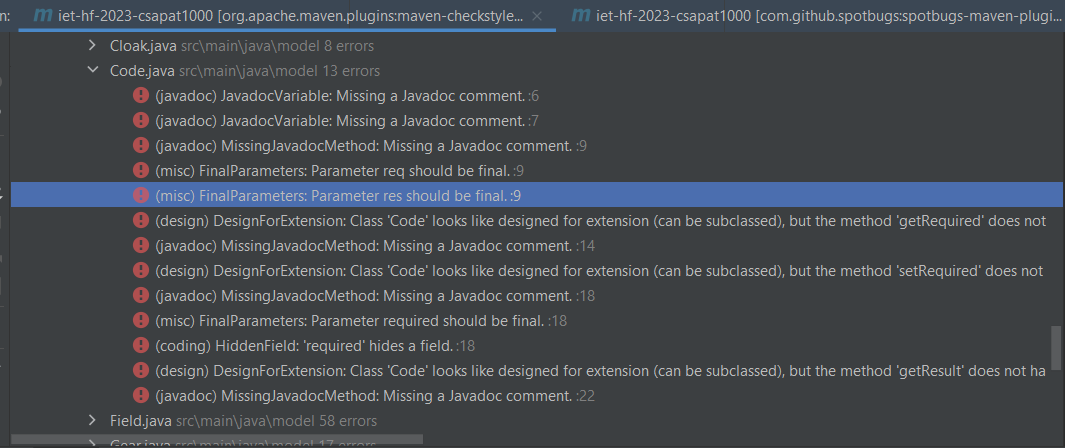 n: m iet-hf-2023-csapat1000 [org.apache.maven.plugins:maven-checkstyle... × m iet-hf-2023-csapat1000 [com.github.spotbugs:spotbugs-maven-plugi...
Cloak.java src\main\java\model 8 errors
Code.java src\main\java\model 13 errors
(javadoc) JavadocVariable: Missing a Javadoc comment. :6
(javadoc) JavadocVariable: Missing a Javadoc comment. :7
(javadoc) MissingJavadocMethod: Missing a Javadoc comment. :9
(misc) FinalParameters: Parameter req should be final. :9
(misc) FinalParameters: Parameter res should be final. :9
(design) DesignForExtension: Class 'Code' looks like designed for extension (can be subclassed), but the method 'getRequired' does not
(javadoc) MissingJavadocMethod: Missing a Javadoc comment. :14
(design) DesignForExtension: Class 'Code' looks like designed for extension (can be subclassed), but the method 'setRequired' does not
(javadoc) MissingJavadocMethod: Missing a Javadoc comment. :18
(misc) FinalParameters: Parameter required should be final. :18
(coding) HiddenField: 'required' hides a field. :18
(design) DesignForExtension: Class 'Code' looks like designed for extension (can be subclassed), but the method 'getResult' does not ha
(javadoc) MissingJavadocMethod: Missing a Javadoc comment. :22
Field.java src\main\java\model 58 errors
Gear.java src\main\java\model 17 errors